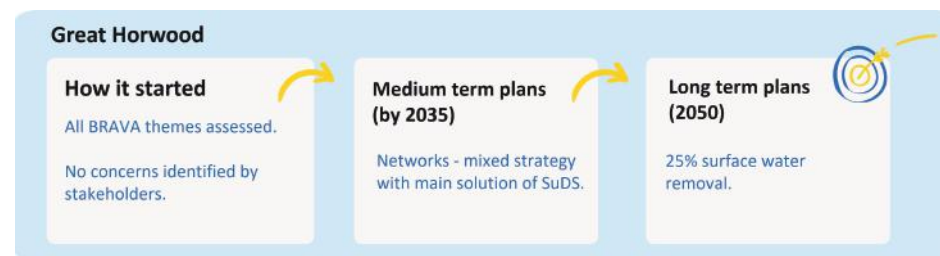 Great Horwood
How it started
All BRAVA themes assessed.
No concerns identified by
stakeholders.
Medium term plans
(by 2035)
Networks - mixed strategy
with main solution of SuDS.
Long term plans
(2050)
25% surface water
removal.